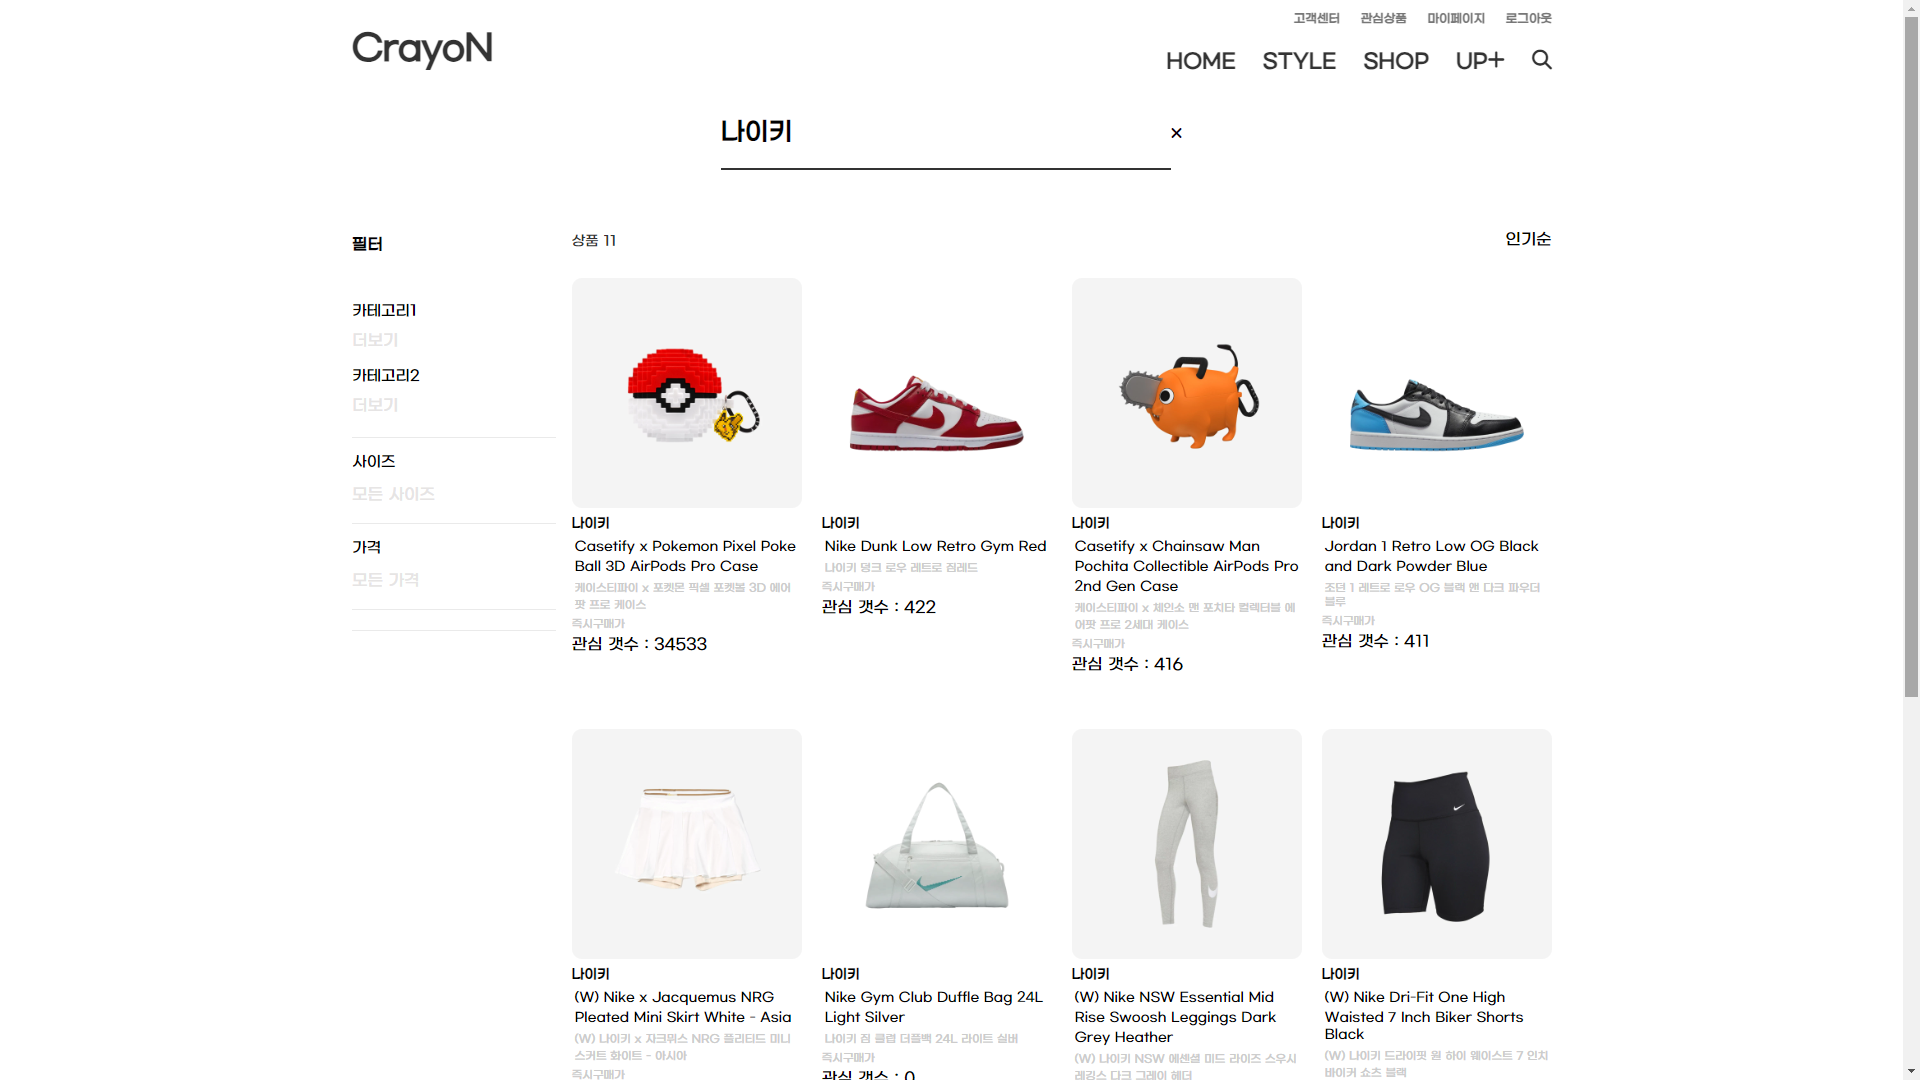 고객센터 관심상품 마이페이지 로그아웃
CrayoN
HOME STYLE SHOP UP+
나이키 ×
필터
상품 11
인기순
카테고리1
더보기
카테고리2
더보기
사이즈
모든 사이즈
가격
모든 가격
나이키
Casetify x Pokemon Pixel Poke
Ball 3D AirPods Pro Case
케이스티파이 x 포켓몬 픽셀 포켓볼 3D 에어
팟 프로 케이스
즉시구매가
관심 갯수 : 34533
나이키
Nike Dunk Low Retro Gym Red
나이키 덩크 로우 레트로 짐레드
즉시구매가
관심 갯수 : 422
나이키
Casetify x Chainsaw Man
Pochita Collectible AirPods Pro
2nd Gen Case
케이스티파이 x 체인소 맨 포치타 컬렉터블 에
어팟 프로 2세대 케이스
즉시구매가
관심 갯수 : 416
나이키
Jordan 1 Retro Low OG Black
and Dark Powder Blue
조던 1 레트로 로우 OG 블랙 앤 다크 파우더
블루
즉시구매가
관심 갯수 : 411
나이키
(W) Nike x Jacquemus NRG
Pleated Mini Skirt White - Asia
(W) 나이키 x 자크뮈스 NRG 플리티드 미니
스커트 화이트 - 아시아
즉시구매가
나이키
Nike Gym Club Duffle Bag 24L
Light Silver
나이키 짐 클럽 더플백 24L 라이트 실버
즉시구매가
관심 갯수 : 0
나이키
(W) Nike NSW Essential Mid
Rise Swoosh Leggings Dark
Grey Heather
(W) 나이키 NSW 에센셜 미드 라이즈 스우시
레깅스 다크 그레이 헤더
나이키
(W) Nike Dri-Fit One High
Waisted 7 Inch Biker Shorts
Black
(W) 나이키 드라이핏 원 하이 웨이스트 7 인치
바이커 쇼츠 블랙